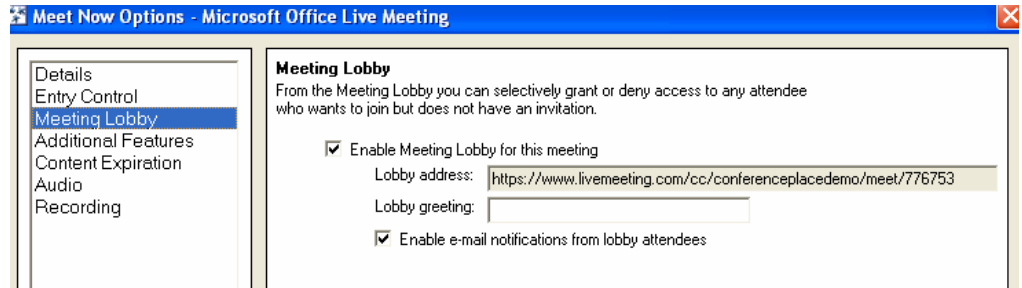 Meet Now Options - Microsoft Office Live Meeting
Details
Entry Control
Meeting Lobby
Additional Features
Content Expiration
Audio
Recording
Meeting Lobby
From the Meeting Lobby you can selectively grant or deny access to any attendee
who wants to join but does not have an invitation.
Enable Meeting Lobby for this meeting
Lobby address: https://www.livemeeting.com/cc/conferenceplacedemo/meet/776753
Lobby greeting:
Enable e-mail notifications from lobby attendees